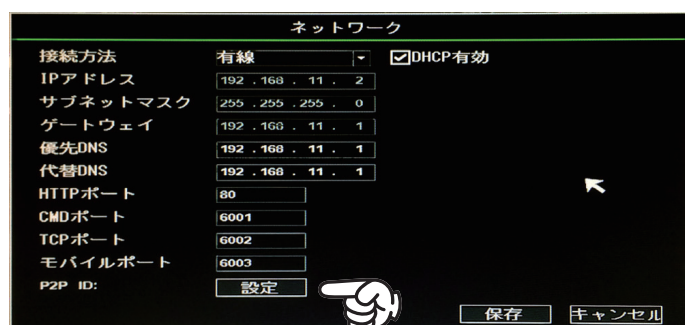 ネットワーク
接続方法 有線 DHCP有効
IPアドレス 192 . 168 . 11 . 2
サブネットマスク 255 . 255 . 255 . 0
ゲートウェイ 192 . 168 . 11 . 1
優先DNS 192 . 168 . 11 . 1
代替DNS 192 . 168 . 11 . 1
HTTPポート 80
CMDポート 6001
TCPポート 6002
モバイルポート 6003
P2P ID: 設定
保存 キャンセル